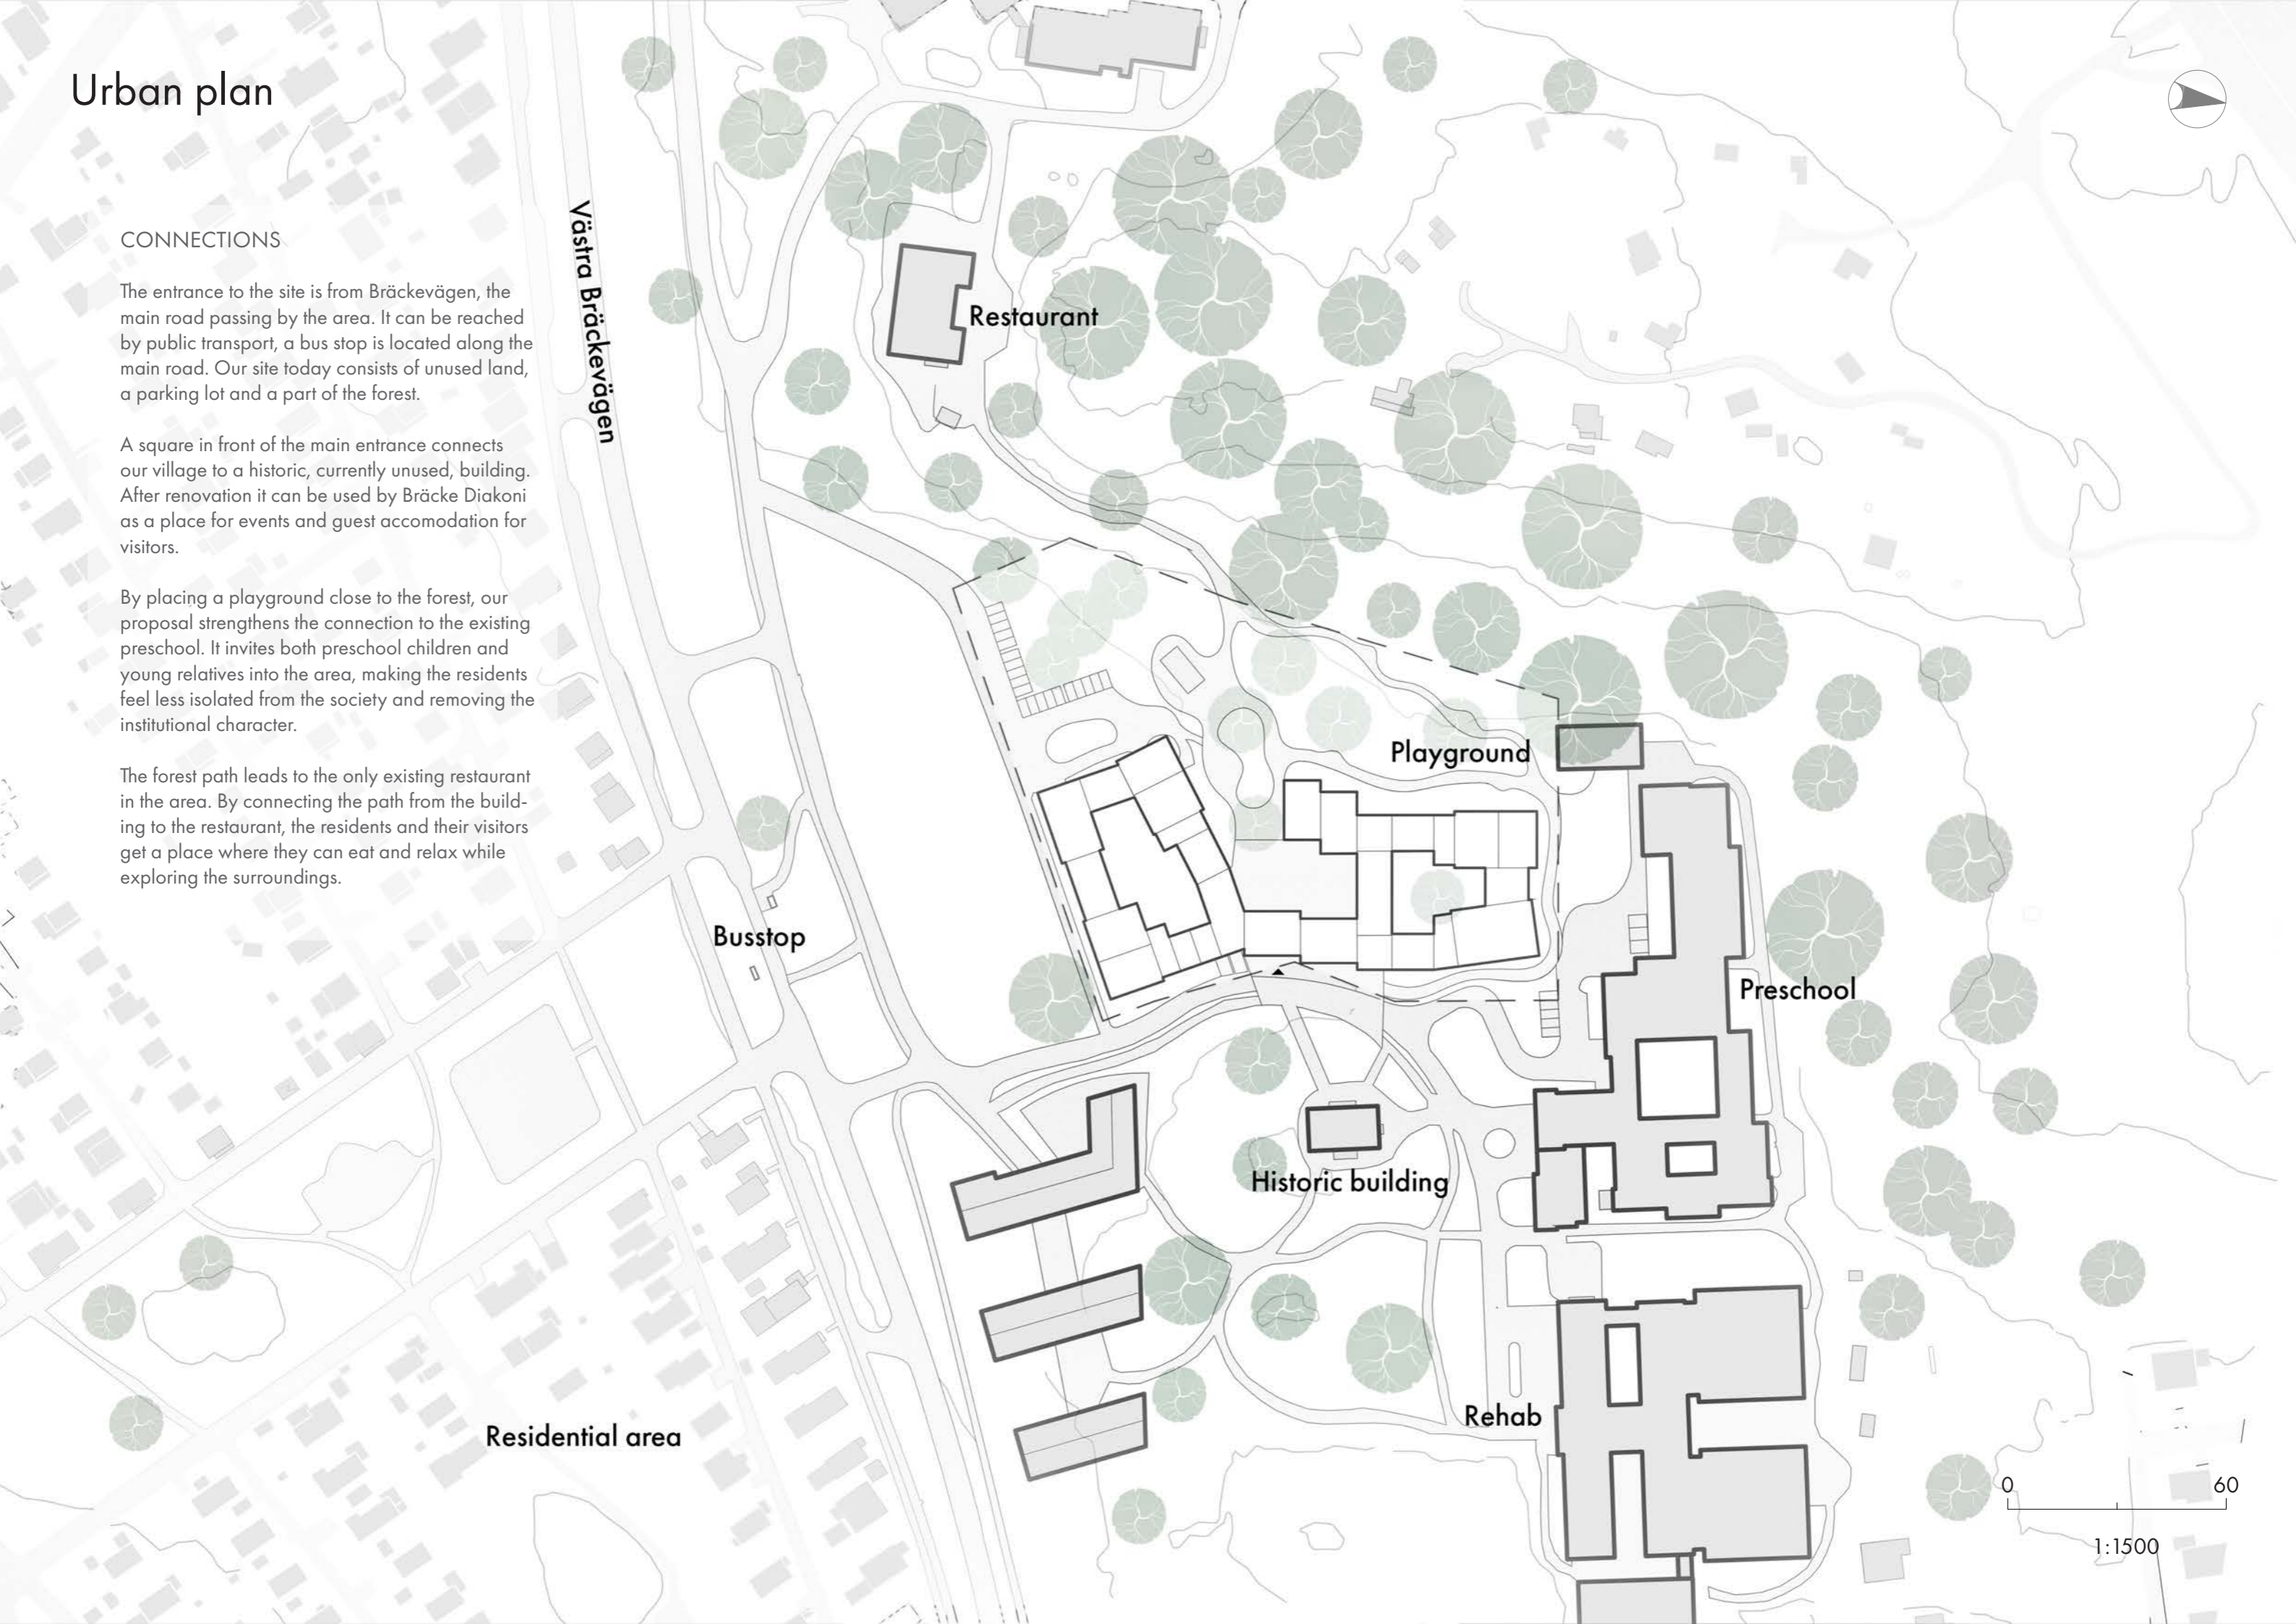 Urban plan
CONNECTIONS
The entrance to the site is from Bräckevägen, the
main road passing by the area. It can be reached
by public transport, a bus stop is located along the
main road. Our site today consists of unused land,
a parking lot and a part of the forest.
A square in front of the main entrance connects
our village to a historic, currently unused, building.
After renovation it can be used by Bräcke Diakoni
as a place for events and guest accomodation for
visitors.
By placing a playground close to the forest, our
proposal strengthens the connection to the existing
preschool. It invites both preschool children and
young relatives into the area, making the residents
feel less isolated from the society and removing the
institutional character.
The forest path leads to the only existing restaurant
in the area. By connecting the path from the build-
ing to the restaurant, the residents and their visitors
get a place where they can eat and relax while
exploring the surroundings.
Västra Bräckevägen
Restaurant
Playground
Busstop
Preschool
Historic building
Rehab
Residential area
0 60
1:1500